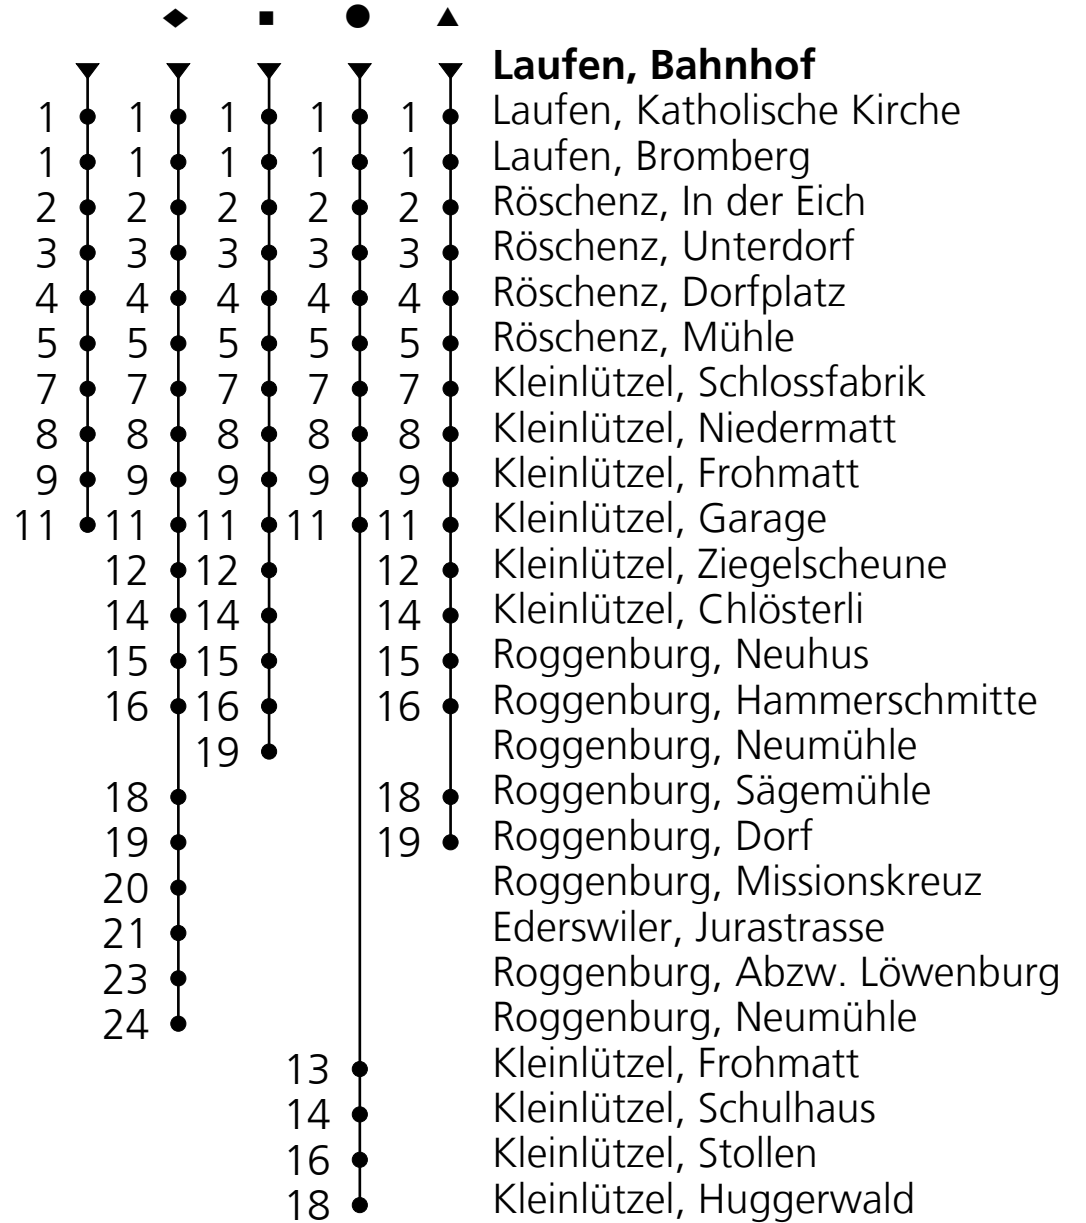 Laufen, Bahnhof
1 1 1 1 1 Laufen, Katholische Kirche
1 1 1 1 1 Laufen, Bromberg
2 2 2 2 2 Röschenz, In der Eich
3 3 3 3 3 Röschenz, Unterdorf
4 4 4 4 4 Röschenz, Dorfplatz
5 5 5 5 5 Röschenz, Mühle
7 7 7 7 7 Kleinlützel, Schlossfabrik
8 8 8 8 8 Kleinlützel, Niedermatt
9 9 9 9 9 Kleinlützel, Frohmatt
11 11 11 11 11 Kleinlützel, Garage
12 12 12 Kleinlützel, Ziegelscheune
14 14 14 Kleinlützel, Chlösterli
15 15 15 Roggenburg, Neuhus
16 16 16 Roggenburg, Hammerschmitte
19 Roggenburg, Neumühle
18 18 Roggenburg, Sägemühle
19 19 Roggenburg, Dorf
20 Roggenburg, Missionskreuz
21 Ederswiler, Jurastrasse
23 Roggenburg, Abzw. Löwenburg
24 Roggenburg, Neumühle
13 Kleinlützel, Frohmatt
14 Kleinlützel, Schulhaus
16 Kleinlützel, Stollen
18 Kleinlützel, Huggerwald